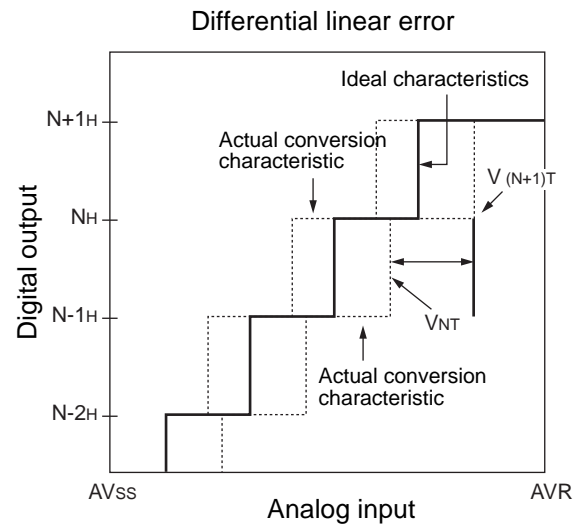 Differential linear error
Ideal characteristics
N+1H
Actual conversion
characteristic
V (N+1)T
NH
Digital output
N-1H
VNT
Actual conversion
characteristic
N-2H
AVSS
Analog input
AVR